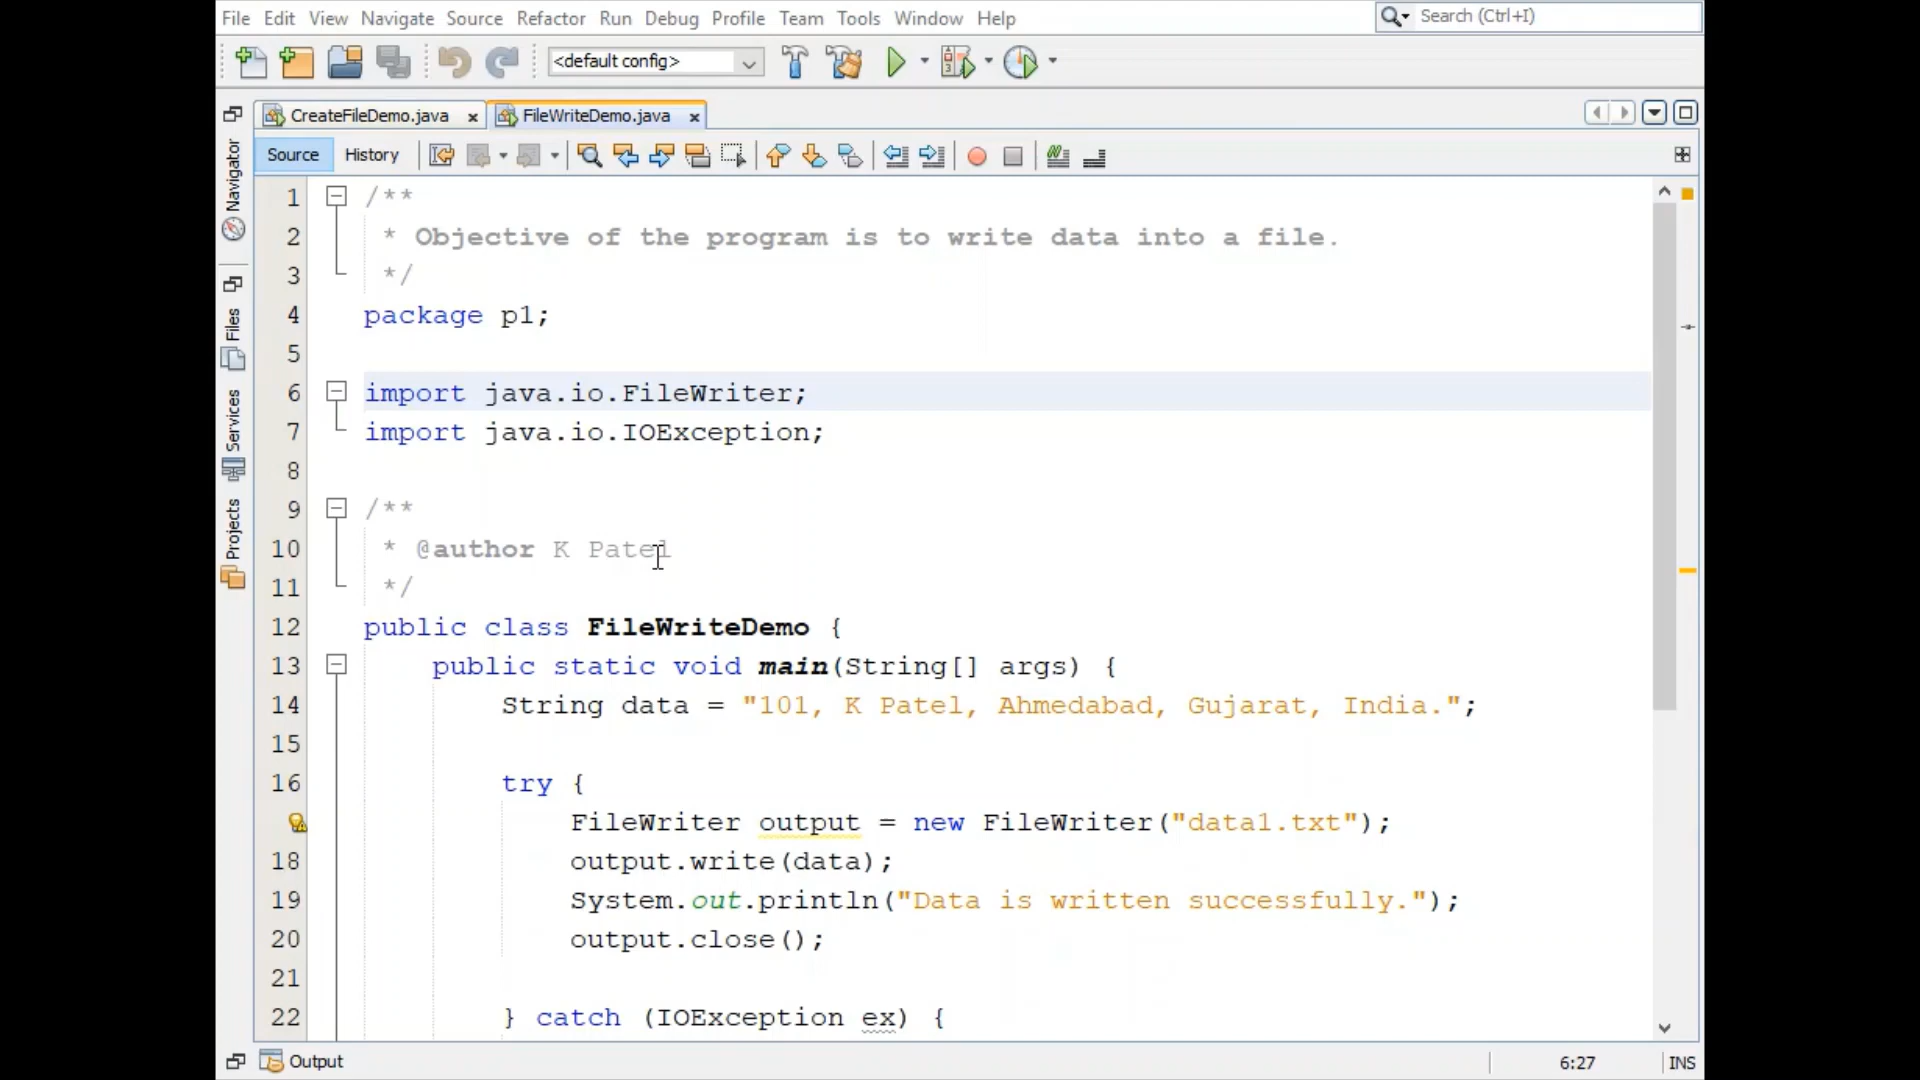 File Edit View Navigate Source Refactor Run Debug Profile Team Tools Window Help
Search (Ctrl+I)
<default config>
CreateFileDemo.java
FileWriteDemo.java
Source
History
Navigator
Files
Services
Projects
1 /**
2 * Objective of the program is to write data into a file.
3 */
4 package p1;
5
6 import java.io.FileWriter;
7 import java.io.IOException;
8
9 /**
10 * @author K Patel
11 */
12 public class FileWriteDemo {
13 public static void main(String[] args) {
14 String data = "101, K Patel, Ahmedabad, Gujarat, India.";
15
16 try {
FileWriter output = new FileWriter("data1.txt");
18 output.write(data);
19 System.out.println("Data is written successfully.");
20 output.close();
21
22 } catch (IOException ex) {
Output
6:27
INS